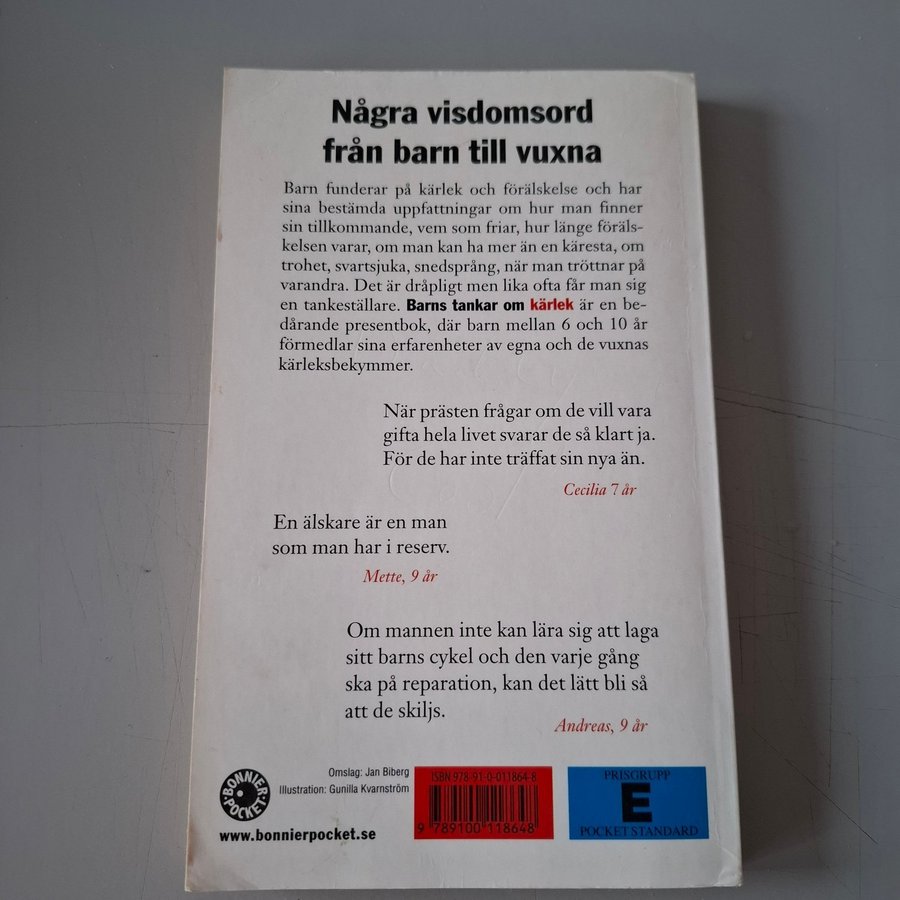 Några visdomsord
från barn till vuxna
Barn funderar på kärlek och förälskelse och har
sina bestämda uppfattningar om hur man finner
sin tillkommande, vem som friar, hur länge föräls-
kelsen varar, om man kan ha mer än en käresta, om
trohet, svartsjuka, snedsprång, när man tröttnar på
varandra. Det är dråpligt men lika ofta får man sig
en tankeställare. Barns tankar om kärlek är en be-
dårande presentbok, där barn mellan 6 och 10 år
förmedlar sina erfarenheter av egna och de vuxnas
kärleksbekymmer.
När prästen frågar om de vill vara
gifta hela livet svarar de så klart ja.
För de har inte träffat sin nya än.
Cecilia 7 år
En älskare är en man
som man har i reserv.
Mette, 9 år
Om mannen inte kan lära sig att laga
sitt barns cykel och den varje gång
ska på reparation, kan det lätt bli så
att de skiljs.
Andreas, 9 år
BONNIER POCKET
Omslag: Jan Biberg
Illustration: Gunilla Kvarnström
www.bonnierpocket.se
ISBN 978-91-0-011864-8
9 789100 118648
PRISGRUPP
E
POCKET STANDARD